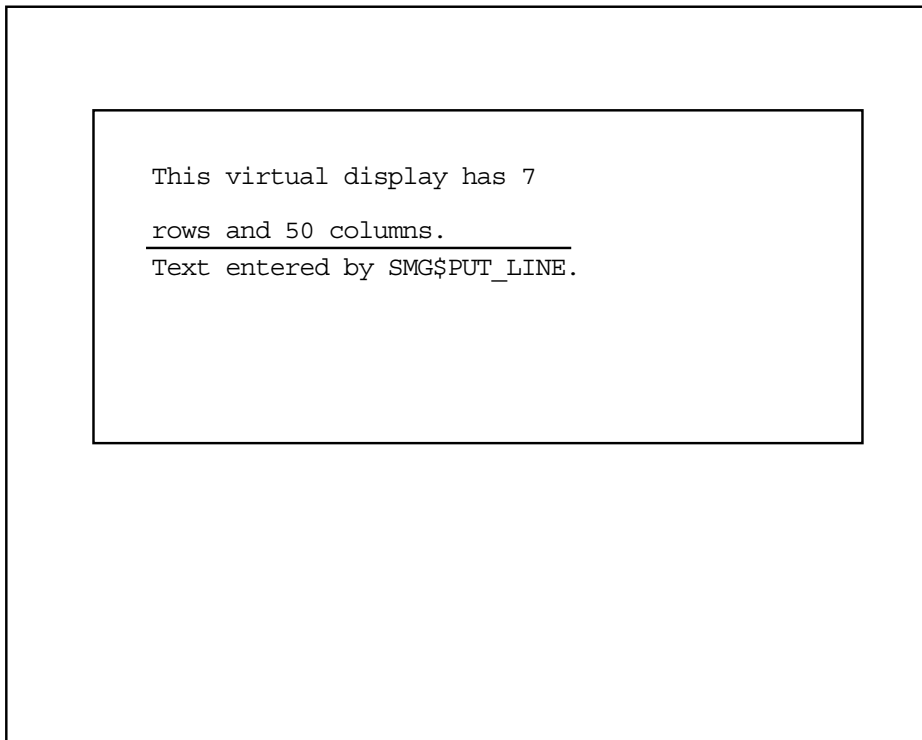 This virtual display has 7
rows and 50 columns.
Text entered by SMG$PUT_LINE.